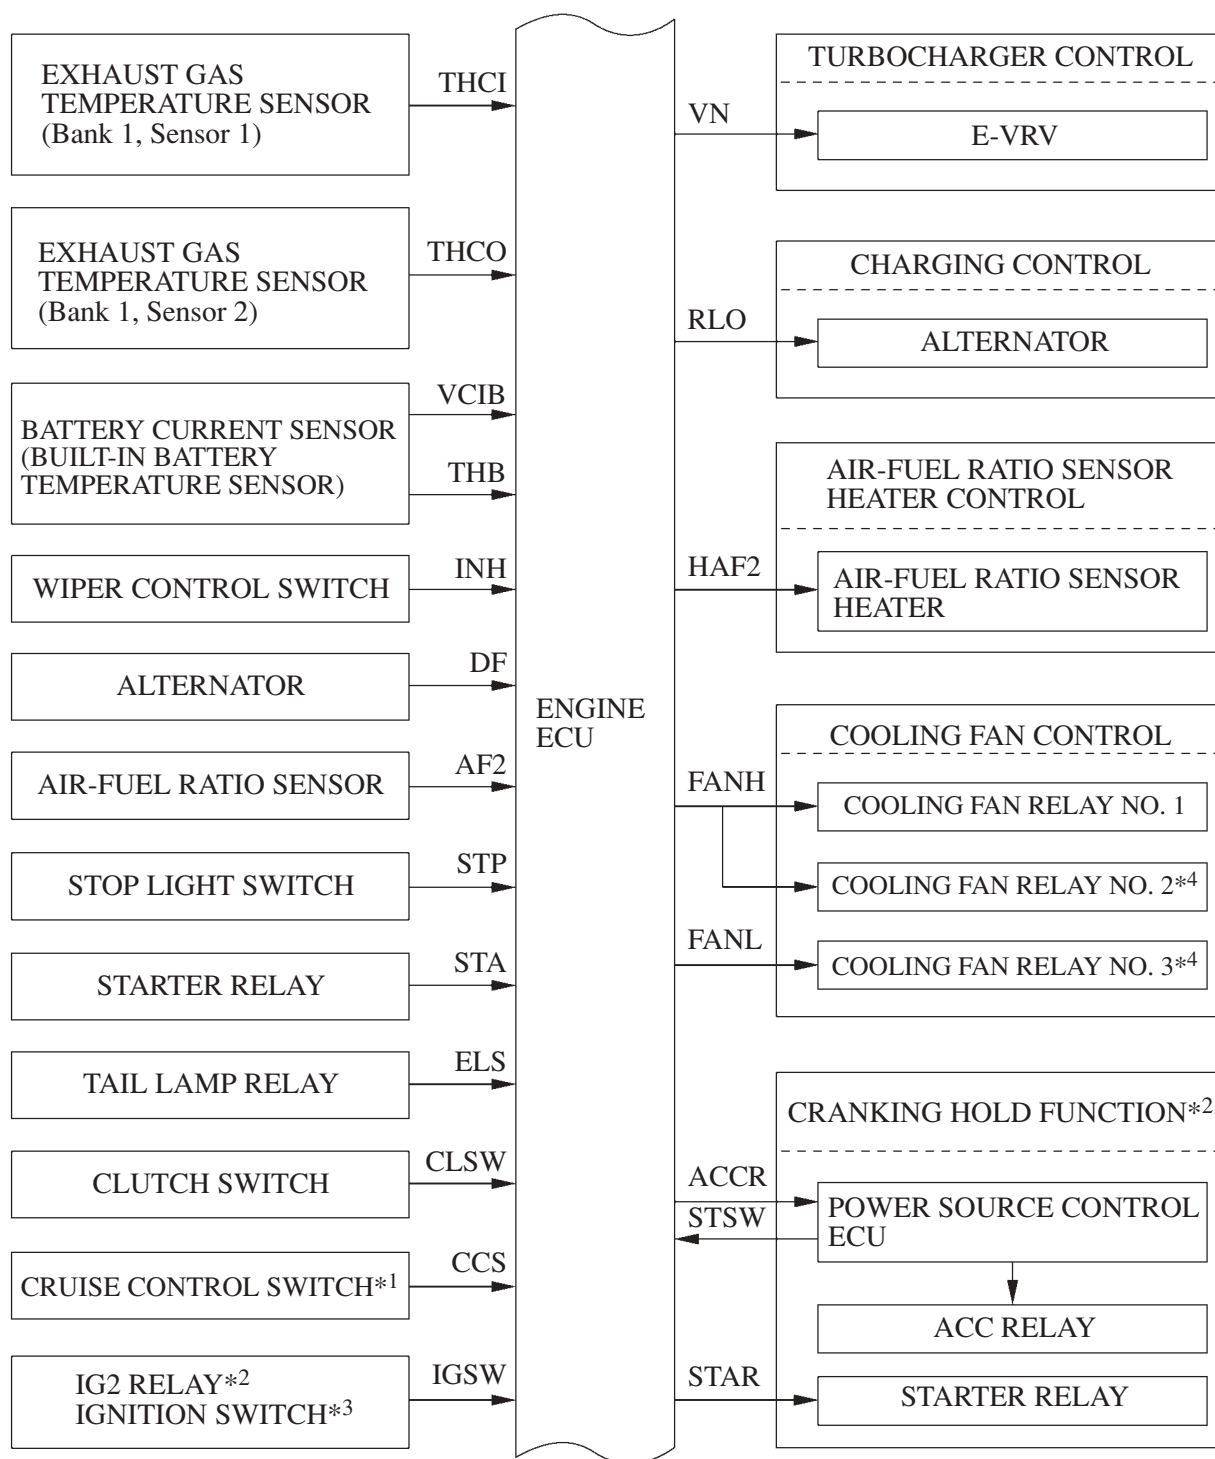 EXHAUST GAS
TEMPERATURE SENSOR
(Bank 1, Sensor 1)
THCI
EXHAUST GAS
TEMPERATURE SENSOR
(Bank 1, Sensor 2)
THCO
BATTERY CURRENT SENSOR
(BUILT-IN BATTERY
TEMPERATURE SENSOR)
VCIB
THB
WIPER CONTROL SWITCH
INH
ALTERNATOR
DF
AIR-FUEL RATIO SENSOR
AF2
STOP LIGHT SWITCH
STP
STARTER RELAY
STA
TAIL LAMP RELAY
ELS
CLUTCH SWITCH
CLSW
CRUISE CONTROL SWITCH*1
CCS
IG2 RELAY*2
IGNITION SWITCH*3
IGSW
ENGINE
ECU
TURBOCHARGER CONTROL
VN
E-VRV
CHARGING CONTROL
RLO
ALTERNATOR
AIR-FUEL RATIO SENSOR
HEATER CONTROL
HAF2
AIR-FUEL RATIO SENSOR
HEATER
COOLING FAN CONTROL
FANH
COOLING FAN RELAY NO. 1
COOLING FAN RELAY NO. 2*4
FANL
COOLING FAN RELAY NO. 3*4
CRANKING HOLD FUNCTION*2
ACCR
STSW
POWER SOURCE CONTROL
ECU
ACC RELAY
STAR
STARTER RELAY